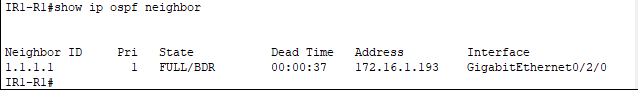 IR1-R1#show ip ospf neighbor
Neighbor ID     Pri   State           Dead Time   Address         Interface
1.1.1.1           1   FULL/BDR        00:00:37    172.16.1.193    GigabitEthernet0/2/0
IR1-R1#